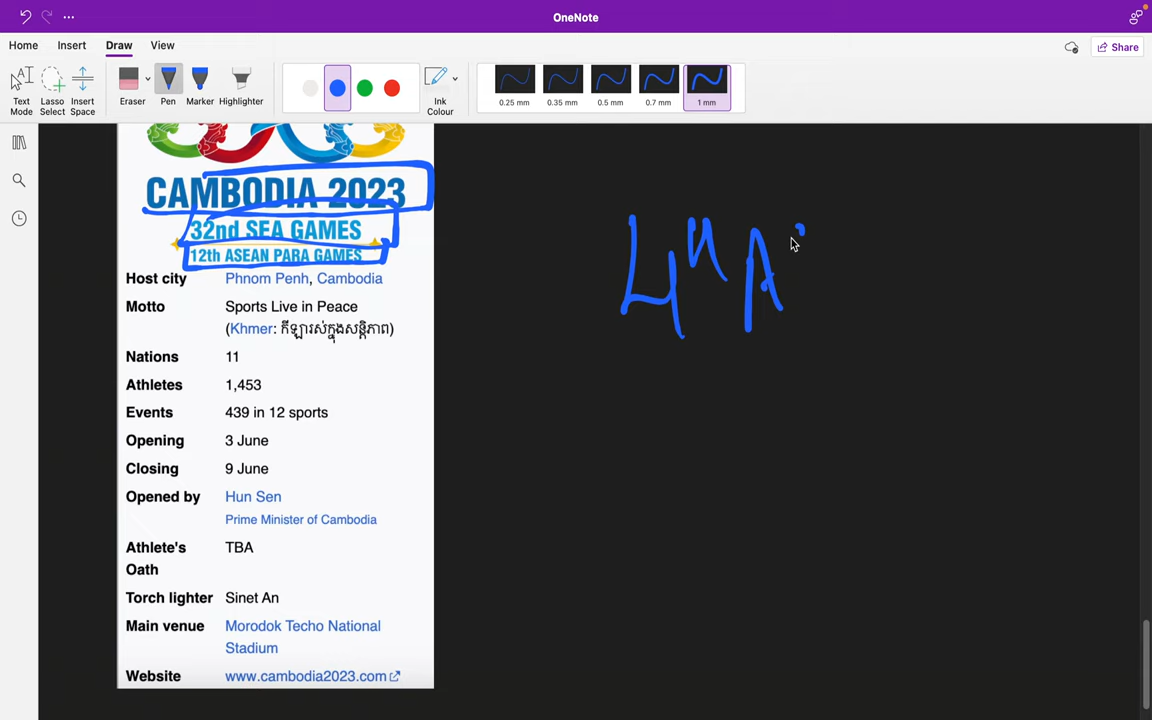 OneNote
Home Insert Draw View
Share
Text Mode
Lasso Select
Insert Space
Eraser
Pen
Marker
Highlighter
Ink Colour
0.25 mm
0.35 mm
0.5 mm
0.7 mm
1 mm
CAMBODIA 2023
32nd SEA GAMES
12th ASEAN PARA GAMES
Host city Phnom Penh, Cambodia
Motto Sports Live in Peace
(Khmer: កីឡារស់ក្នុងសន្តិភាព)
Nations 11
Athletes 1,453
Events 439 in 12 sports
Opening 3 June
Closing 9 June
Opened by Hun Sen
Prime Minister of Cambodia
Athlete's Oath TBA
Torch lighter Sinet An
Main venue Morodok Techo National
Stadium
Website www.cambodia2023.com